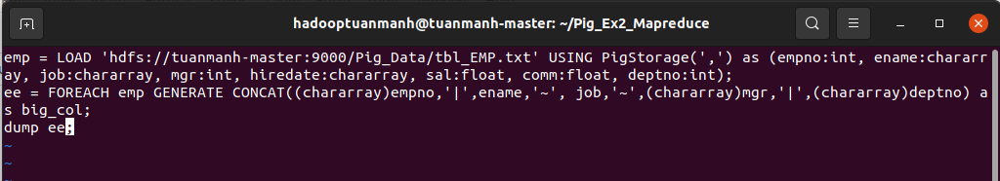 hadooptuanmanh@tuanmanh-master: ~/Pig_Ex2_Mapreduce
emp = LOAD 'hdfs://tuanmanh-master:9000/Pig_Data/tbl_EMP.txt' USING PigStorage(',') as (empno:int, ename:chararr
ay, job:chararray, mgr:int, hiredate:chararray, sal:float, comm:float, deptno:int);
ee = FOREACH emp GENERATE CONCAT((chararray)empno,'|',ename,'~', job,'~',(chararray)mgr,'|',(chararray)deptno) a
s big_col;
dump ee;
~
~